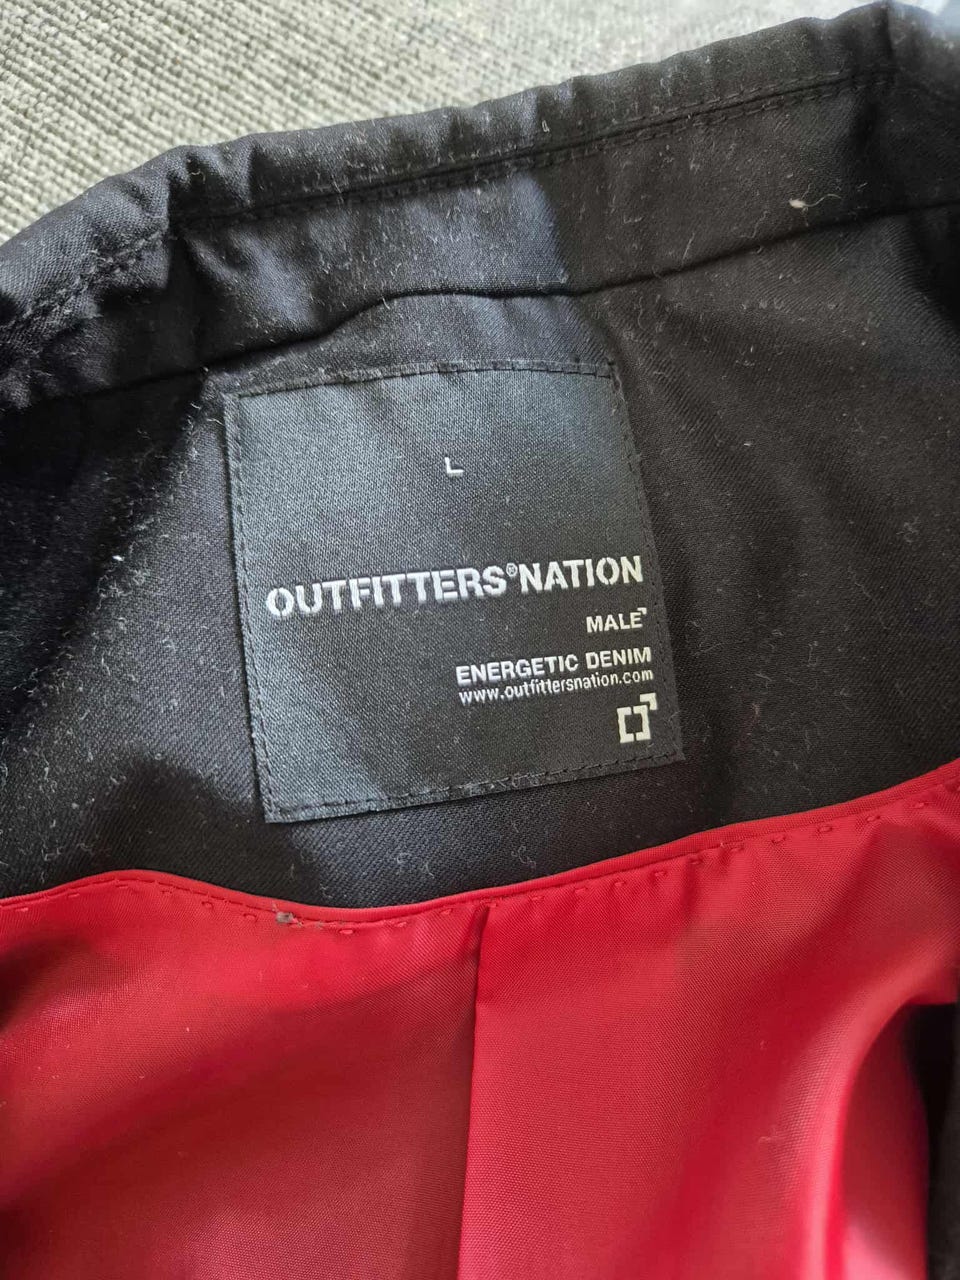 L
OUTFITTERS®NATION
MALE
ENERGETIC DENIM
www.outfittersnation.com